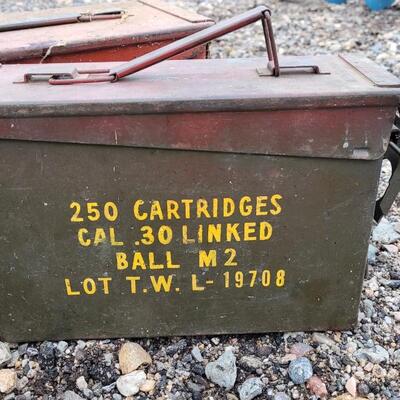 250 CARTRIDGES
CAL .30 LINKED
BALL M2
LOT T.W. L-19708